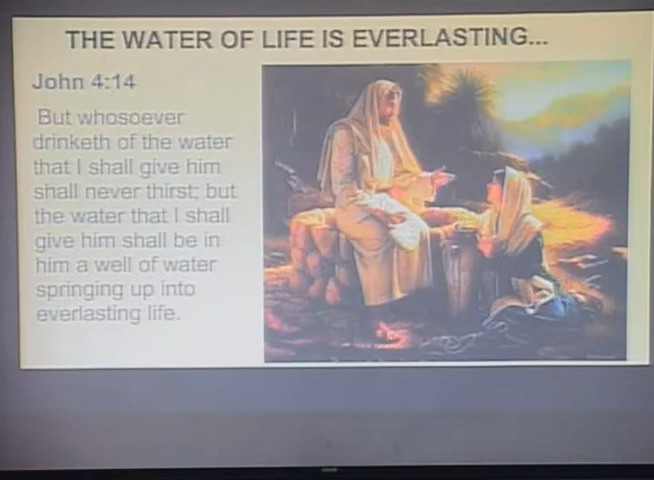 THE WATER OF LIFE IS EVERLASTING...
John 4:14
But whosoever
drinketh of the water
that I shall give him
shall never thirst; but
the water that I shall
give him shall be in
him a well of water
springing up into
everlasting life.